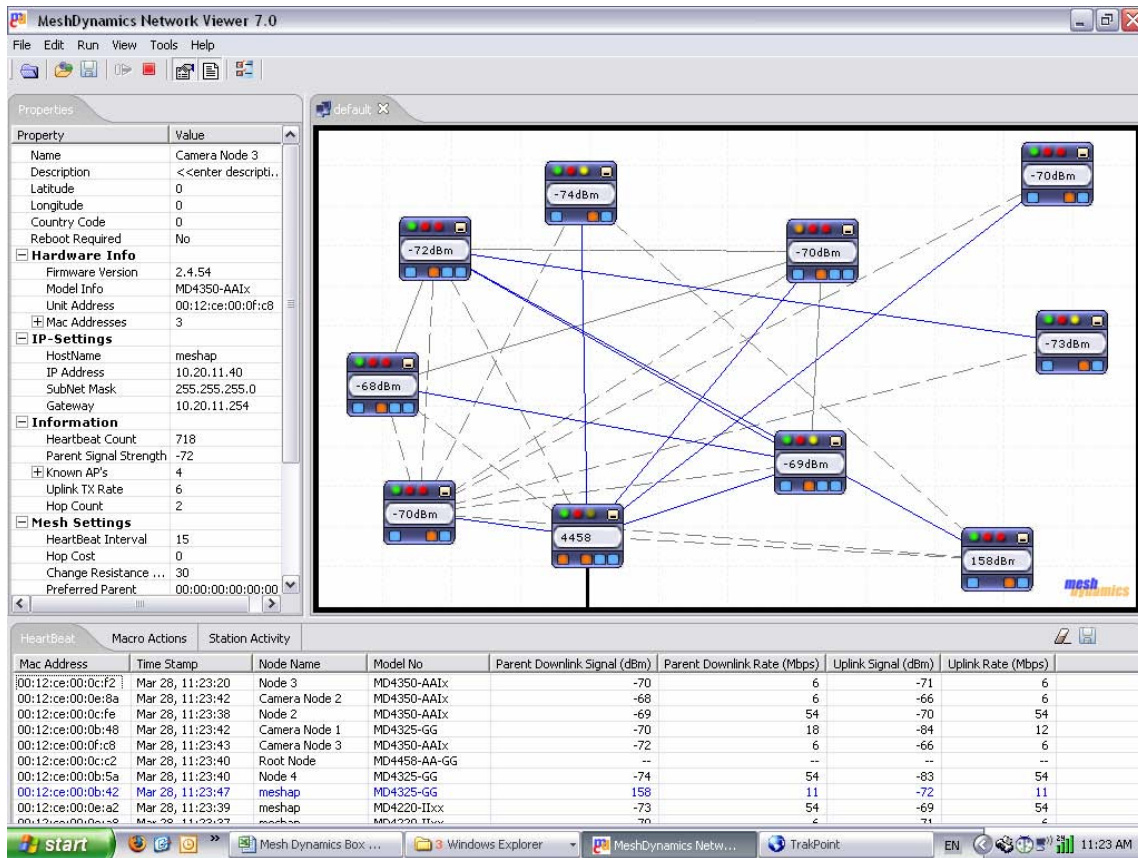 MeshDynamics Network Viewer 7.0
File Edit Run View Tools Help
Properties
default
Property Value
Name Camera Node 3
Description <<enter descripti..
Latitude 0
Longitude 0
Country Code 0
Reboot Required No
Hardware Info
Firmware Version 2.4.54
Model Info MD4350-AAIx
Unit Address 00:12:ce:00:0f:c8
Mac Addresses 3
IP-Settings
HostName meshap
IP Address 10.20.11.40
SubNet Mask 255.255.255.0
Gateway 10.20.11.254
Information
Heartbeat Count 718
Parent Signal Strength -72
Known AP's 4
Uplink TX Rate 6
Hop Count 2
Mesh Settings
HeartBeat Interval 15
Hop Cost 0
Change Resistance ... 30
Preferred Parent 00:00:00:00:00:00
-70dBm
-74dBm
-72dBm
-70dBm
-73dBm
-68dBm
-69dBm
-70dBm
4458
158dBm
mesh
dynamics
HeartBeat Macro Actions Station Activity
Mac Address Time Stamp Node Name Model No Parent Downlink Signal (dBm) Parent Downlink Rate (Mbps) Uplink Signal (dBm) Uplink Rate (Mbps)
00:12:ce:00:0c:f2 Mar 28, 11:23:20 Node 3 MD4350-AAIx -70 6 -71 6
00:12:ce:00:0e:8a Mar 28, 11:23:42 Camera Node 2 MD4350-AAIx -68 6 -66 6
00:12:ce:00:0c:fe Mar 28, 11:23:38 Node 2 MD4350-AAIx -69 54 -70 54
00:12:ce:00:0b:48 Mar 28, 11:23:42 Camera Node 1 MD4325-GG -70 18 -84 12
00:12:ce:00:0f:c8 Mar 28, 11:23:43 Camera Node 3 MD4350-AAIx -72 6 -66 6
00:12:ce:00:0c:c2 Mar 28, 11:23:40 Root Node MD4458-AA-GG -- -- -- --
00:12:ce:00:0b:5a Mar 28, 11:23:40 Node 4 MD4325-GG -74 54 -83 54
00:12:ce:00:0b:42 Mar 28, 11:23:47 meshap MD4325-GG 158 11 -72 11
00:12:ce:00:0e:a2 Mar 28, 11:23:39 meshap MD4220-IIxx -73 54 -69 54
start Mesh Dynamics Box ... 3 Windows Explorer MeshDynamics Netw... TrakPoint EN 11:23 AM